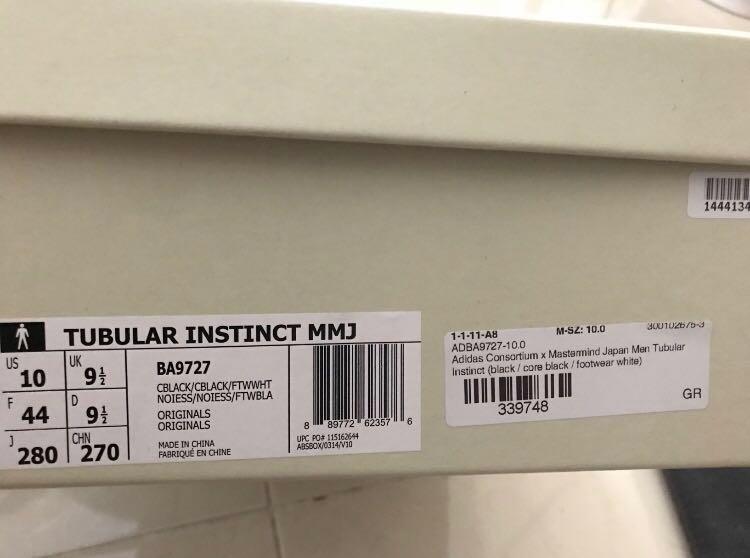 1444134
TUBULAR INSTINCT MMJ
US 10 UK 9½
F 44 D 9½
J 280 CHN 270
BA9727
CBLACK/CBLACK/FTWWHT
NOIESS/NOIESS/FTWBLA
ORIGINALS
ORIGINALS
MADE IN CHINA
FABRIQUÉ EN CHINE
8 89772 62357 6
UPC PO# 115162644
ABSBOX/0314/V10
1-1-11-A8 M-SZ: 10.0 300102675-3
ADBA9727-10.0
Adidas Consortium x Mastermind Japan Men Tubular
Instinct (black / core black / footwear white)
339748
GR